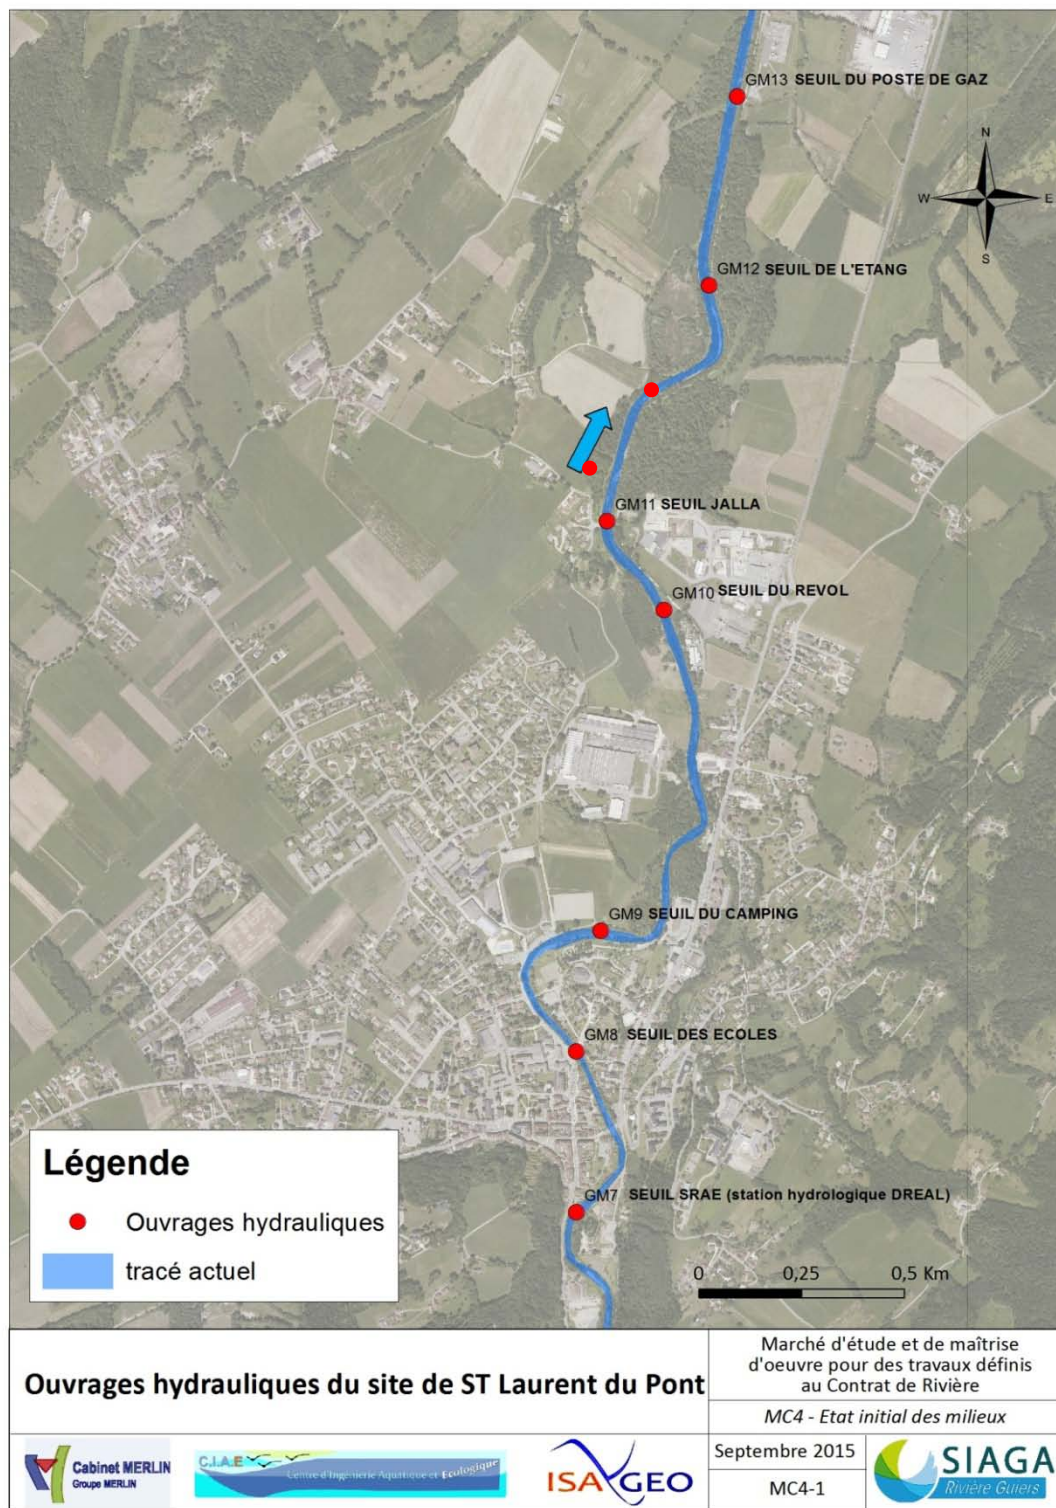 GM13 SEUIL DU POSTE DE GAZ
N
W
E
S
GM12 SEUIL DE L'ETANG
GM11 SEUIL JALLA
GM10 SEUIL DU REVOL
GM9 SEUIL DU CAMPING
GM8 SEUIL DES ECOLES
GM7 SEUIL SRAE (station hydrologique DREAL)
Légende
Ouvrages hydrauliques
tracé actuel
0 0,25 0,5 Km
Ouvrages hydrauliques du site de ST Laurent du Pont
Marché d'étude et de maîtrise
d'oeuvre pour des travaux définis
au Contrat de Rivière
MC4 - Etat initial des milieux
Septembre 2015
MC4-1
Cabinet MERLIN
Groupe MERLIN
C.I.A.E
Centre d'Ingénierie Aquatique et Ecologique
ISA GEO
SIAGA
Rivière Guiers